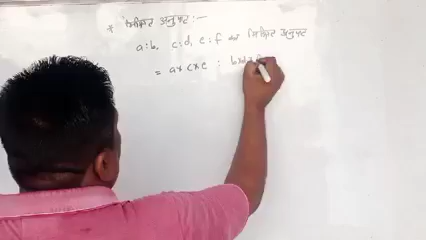 * मिश्रित अनुपात :-
a:b, c:d, e:f का मिश्रित अनुपात
= a×c×e : b×d×f